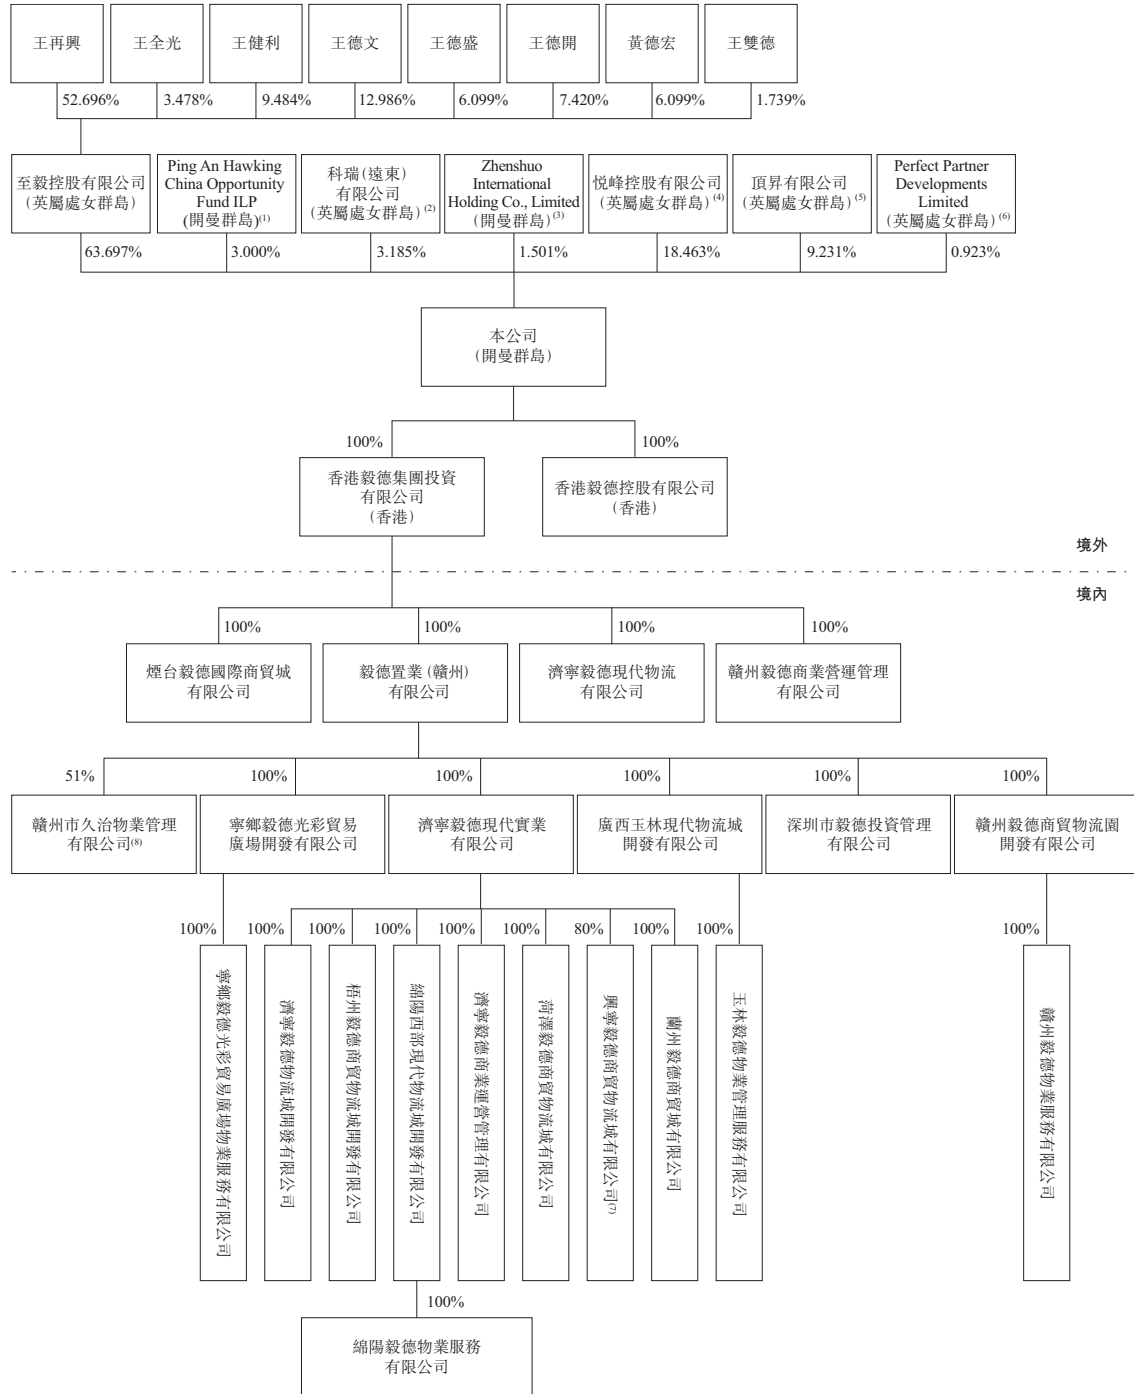 王再興
王全光
王健利
王德文
王德盛
王德開
黃德宏
王雙德
52.696%
3.478%
9.484%
12.986%
6.099%
7.420%
6.099%
1.739%
至毅控股有限公司
(英屬處女群島)
Ping An Hawking
China Opportunity
Fund ILP
(開曼群島)(1)
科瑞(遠東)
有限公司
(英屬處女群島)(2)
Zhenshuo
International
Holding Co., Limited
(開曼群島)(3)
悦峰控股有限公司
(英屬處女群島)(4)
頂昇有限公司
(英屬處女群島)(5)
Perfect Partner
Developments
Limited
(英屬處女群島)(6)
63.697%
3.000%
3.185%
1.501%
18.463%
9.231%
0.923%
本公司
(開曼群島)
100%
100%
香港毅德集團投資
有限公司
(香港)
香港毅德控股有限公司
(香港)
境外
境內
100%
100%
100%
100%
煙台毅德國際商貿城
有限公司
毅德置業(贛州)
有限公司
濟寧毅德現代物流
有限公司
贛州毅德商業營運管理
有限公司
51%
100%
100%
100%
100%
100%
贛州市久治物業管理
有限公司(8)
寧鄉毅德光彩貿易
廣場開發有限公司
濟寧毅德現代實業
有限公司
廣西玉林現代物流城
開發有限公司
深圳市毅德投資管理
有限公司
贛州毅德商貿物流園
開發有限公司
100%
100%
100%
100%
100%
100%
80%
100%
100%
100%
寧鄉毅德光彩貿易廣場物業服務有限公司
濟寧毅德物流城開發有限公司
梧州毅德商貿物流城開發有限公司
綿陽西部現代物流城開發有限公司
濟寧毅德商業運營管理有限公司
菏澤毅德商貿物流城有限公司
興寧毅德商貿物流城有限公司(7)
蘭州毅德商貿城有限公司
玉林毅德物業管理服務有限公司
贛州毅德物業服務有限公司
100%
綿陽毅德物業服務
有限公司